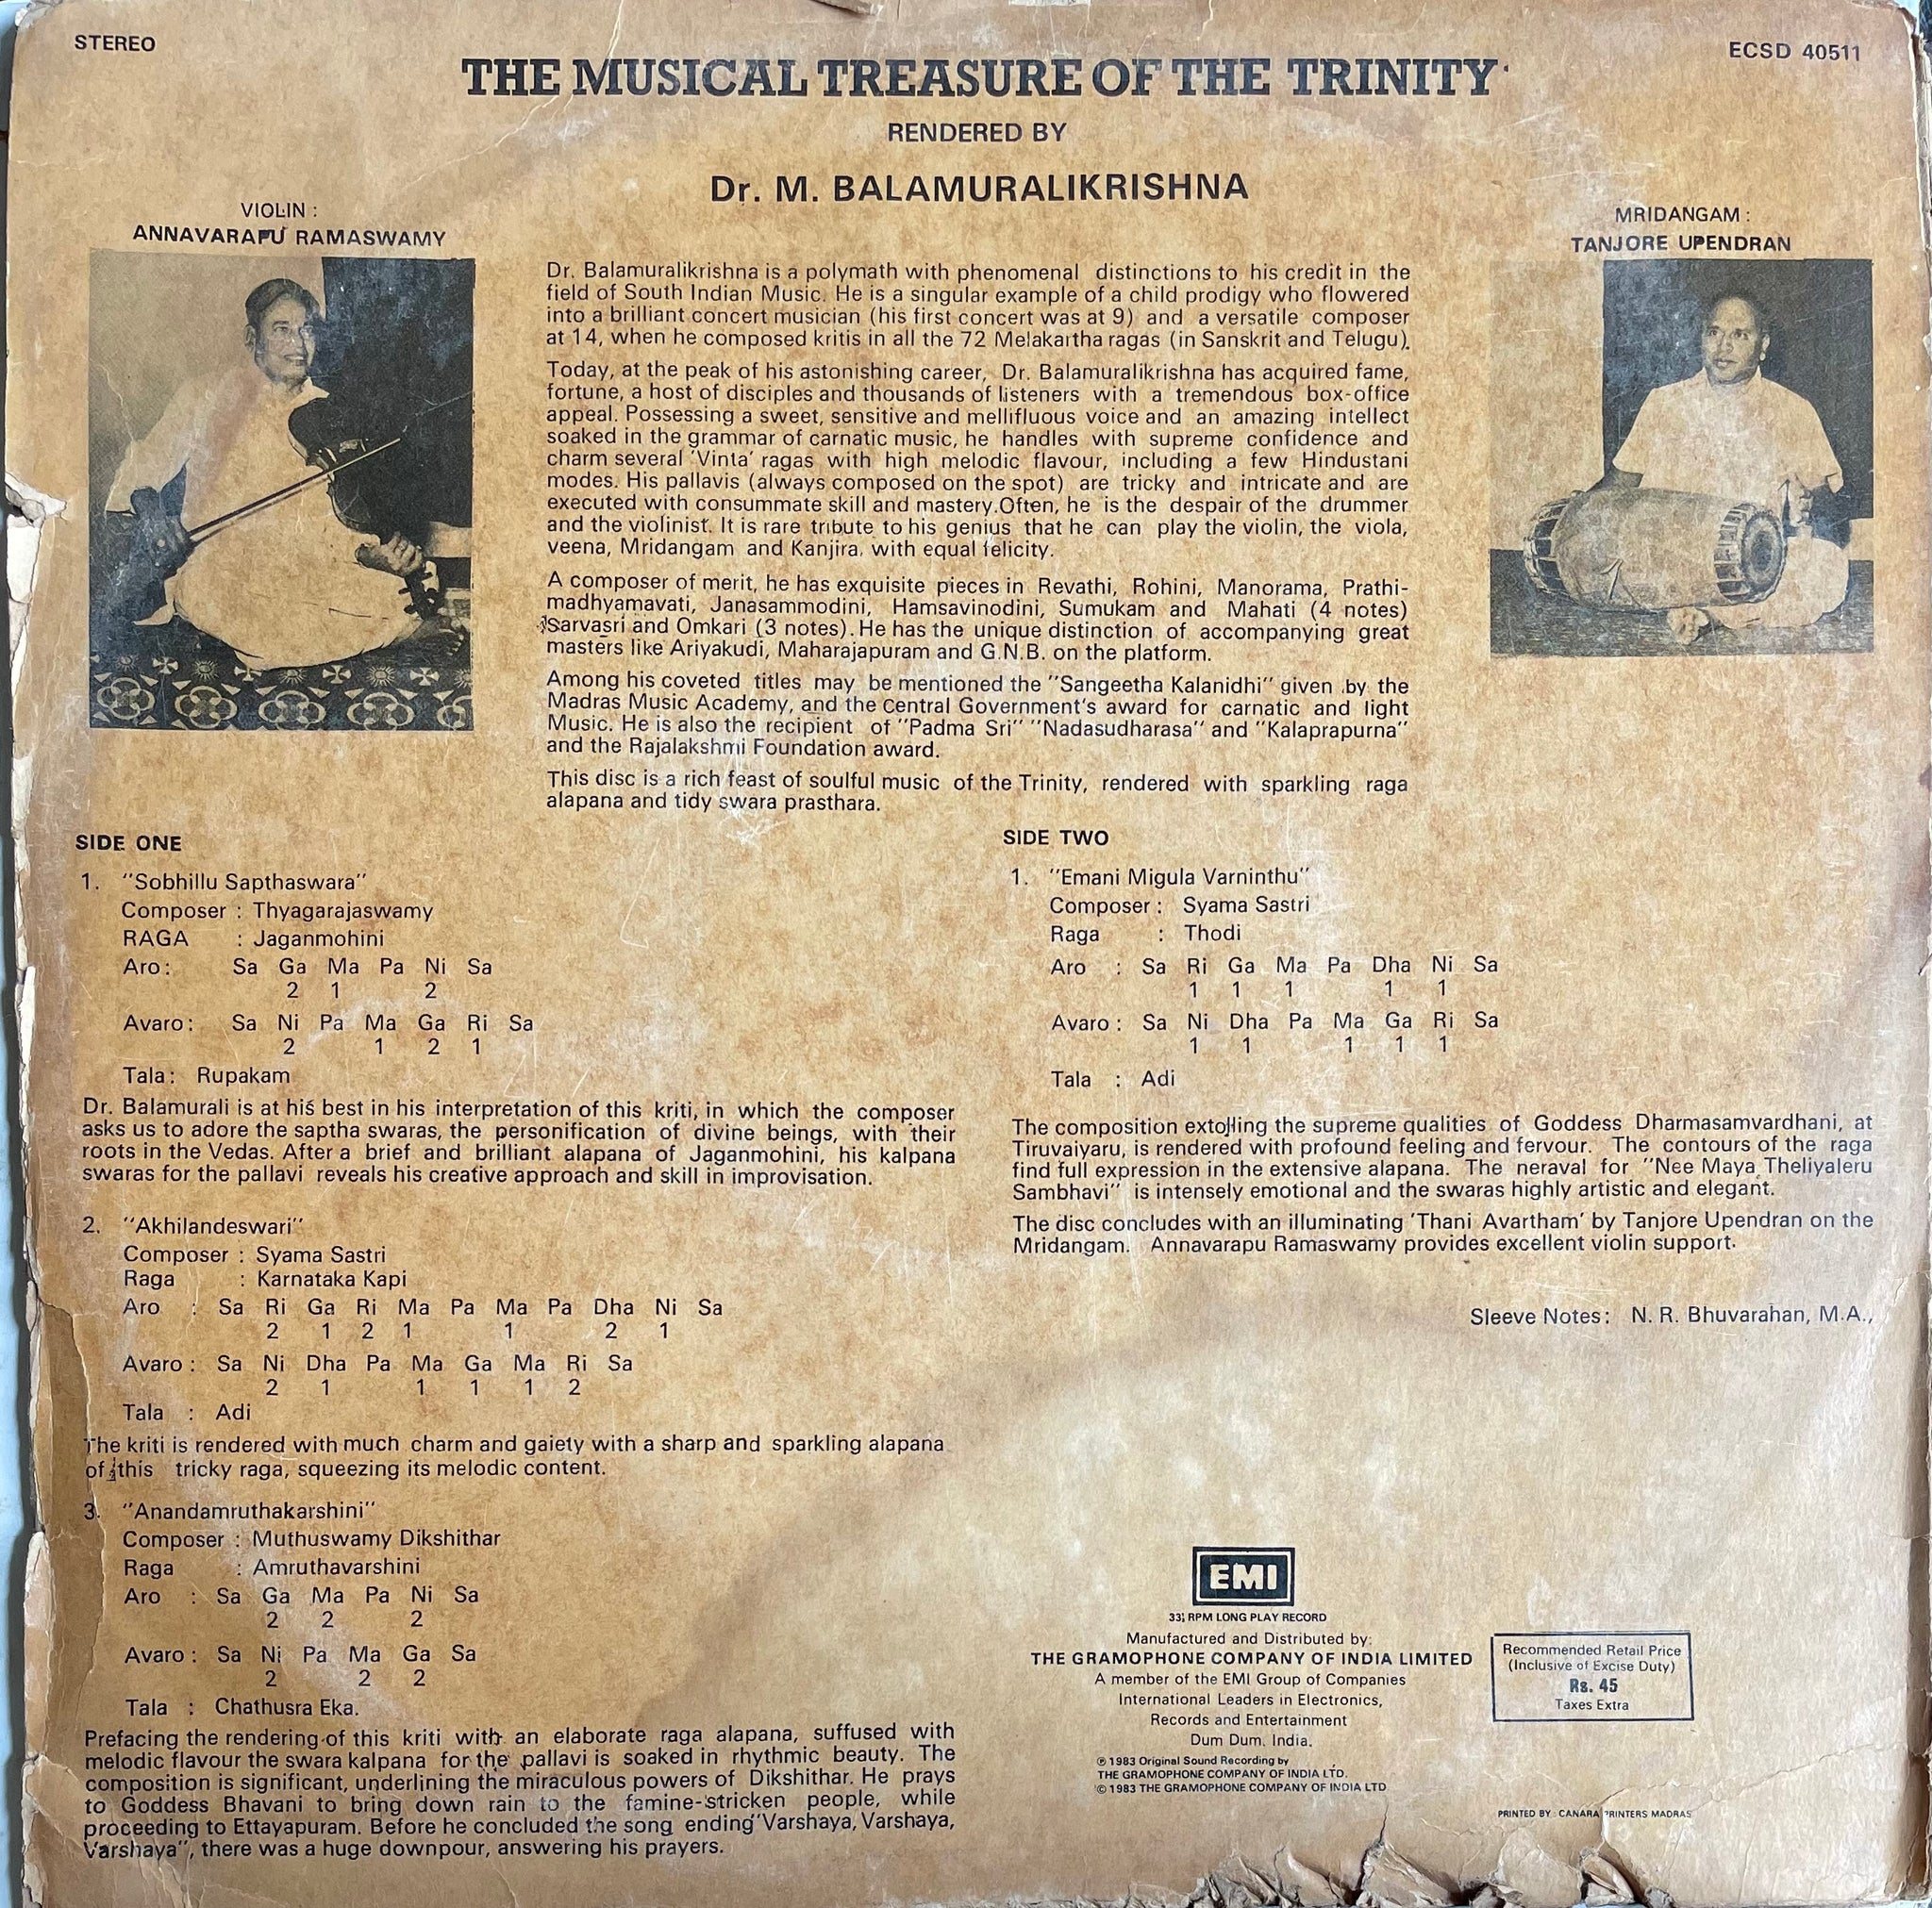 STEREO
ECSD 40511
THE MUSICAL TREASURE OF THE TRINITY
RENDERED BY
Dr. M. BALAMURALIKRISHNA
VIOLIN :
ANNAVARAPU RAMASWAMY
MRIDANGAM :
TANJORE UPENDRAN
Dr. Balamuralikrishna is a polymath with phenomenal distinctions to his credit in the
field of South Indian Music. He is a singular example of a child prodigy who flowered
into a brilliant concert musician (his first concert was at 9) and a versatile composer
at 14, when he composed kritis in all the 72 Melakartha ragas (in Sanskrit and Telugu).
Today, at the peak of his astonishing career, Dr. Balamuralikrishna has acquired fame,
fortune, a host of disciples and thousands of listeners with a tremendous box-office
appeal. Possessing a sweet, sensitive and mellifluous voice and an amazing intellect
soaked in the grammar of carnatic music, he handles with supreme confidence and
charm several 'Vinta' ragas with high melodic flavour, including a few Hindustani
modes. His pallavis (always composed on the spot) are tricky and intricate and are
executed with consummate skill and mastery.Often, he is the despair of the drummer
and the violinist. It is rare tribute to his genius that he can play the violin, the viola,
veena, Mridangam and Kanjira, with equal felicity.
A composer of merit, he has exquisite pieces in Revathi, Rohini, Manorama, Prathi-
madhyamavati, Janasammodini, Hamsavinodini, Sumukam and Mahati (4 notes)
Sarvasri and Omkari (3 notes). He has the unique distinction of accompanying great
masters like Ariyakudi, Maharajapuram and G.N.B. on the platform.
Among his coveted titles may be mentioned the "Sangeetha Kalanidhi" given by the
Madras Music Academy, and the Central Government's award for carnatic and light
Music. He is also the recipient of "Padma Sri" "Nadasudharasa" and "Kalaprapurna"
and the Rajalakshmi Foundation award.
This disc is a rich feast of soulful music of the Trinity, rendered with sparkling raga
alapana and tidy swara prasthara.
SIDE ONE
1. "Sobhillu Sapthaswara"
Composer : Thyagarajaswamy
RAGA : Jaganmohini
Aro: Sa Ga Ma Pa Ni Sa
2 1 2
Avaro: Sa Ni Pa Ma Ga Ri Sa
2 1 2 1
Tala: Rupakam
Dr. Balamurali is at his best in his interpretation of this kriti, in which the composer
asks us to adore the saptha swaras, the personification of divine beings, with their
roots in the Vedas. After a brief and brilliant alapana of Jaganmohini, his kalpana
swaras for the pallavi reveals his creative approach and skill in improvisation.
2. "Akhilandeswari"
Composer : Syama Sastri
Raga : Karnataka Kapi
Aro : Sa Ri Ga Ri Ma Pa Ma Pa Dha Ni Sa
2 1 2 1 1 2 1
Avaro : Sa Ni Dha Pa Ma Ga Ma Ri Sa
2 1 1 1 1 2
Tala : Adi
The kriti is rendered with much charm and gaiety with a sharp and sparkling alapana
of this tricky raga, squeezing its melodic content.
3. "Anandamruthakarshini"
Composer : Muthuswamy Dikshithar
Raga : Amruthavarshini
Aro : Sa Ga Ma Pa Ni Sa
2 2 2
Avaro : Sa Ni Pa Ma Ga Sa
2 2 2
Tala : Chathusra Eka.
Prefacing the rendering of this kriti with an elaborate raga alapana, suffused with
melodic flavour the swara kalpana for the pallavi is soaked in rhythmic beauty. The
composition is significant, underlining the miraculous powers of Dikshithar. He prays
to Goddess Bhavani to bring down rain to the famine-stricken people, while
proceeding to Ettayapuram. Before he concluded the song ending"Varshaya, Varshaya,
Varshaya", there was a huge downpour, answering his prayers.
SIDE TWO
1. "Emani Migula Varninthu"
Composer : Syama Sastri
Raga : Thodi
Aro : Sa Ri Ga Ma Pa Dha Ni Sa
1 1 1 1 1
Avaro : Sa Ni Dha Pa Ma Ga Ri Sa
1 1 1 1 1
Tala : Adi
The composition extolling the supreme qualities of Goddess Dharmasamvardhani, at
Tiruvaiyaru, is rendered with profound feeling and fervour. The contours of the raga
find full expression in the extensive alapana. The neraval for "Nee Maya Theliyaleru
Sambhavi" is intensely emotional and the swaras highly artistic and elegant.
The disc concludes with an illuminating 'Thani Avartham' by Tanjore Upendran on the
Mridangam. Annavarapu Ramaswamy provides excellent violin support.
Sleeve Notes: N. R. Bhuvarahan, M.A.,
EMI
33⅓ RPM LONG PLAY RECORD
Manufactured and Distributed by:
THE GRAMOPHONE COMPANY OF INDIA LIMITED
A member of the EMI Group of Companies
International Leaders in Electronics,
Records and Entertainment
Dum Dum. India.
℗ 1983 Original Sound Recording by
THE GRAMOPHONE COMPANY OF INDIA LTD.
© 1983 THE GRAMOPHONE COMPANY OF INDIA LTD
Recommended Retail Price
(Inclusive of Excise Duty)
Rs. 45
Taxes Extra
PRINTED BY : CANARA PRINTERS MADRAS